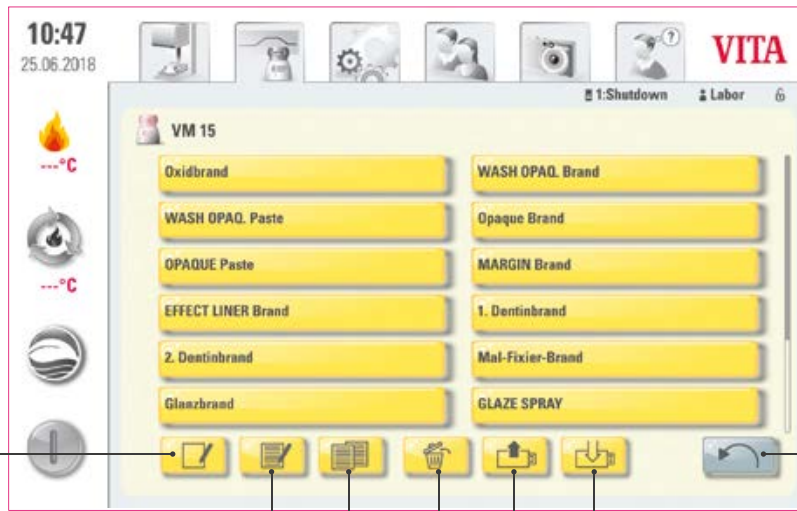 10:47
25.06.2018
?
VITA
1:Shutdown Labor
---°C
---°C
VM 15
Oxidbrand WASH OPAQ. Brand
WASH OPAQ. Paste Opaque Brand
OPAQUE Paste MARGIN Brand
EFFECT LINER Brand 1. Dentinbrand
2. Dentinbrand Mal-Fixier-Brand
Glanzbrand GLAZE SPRAY